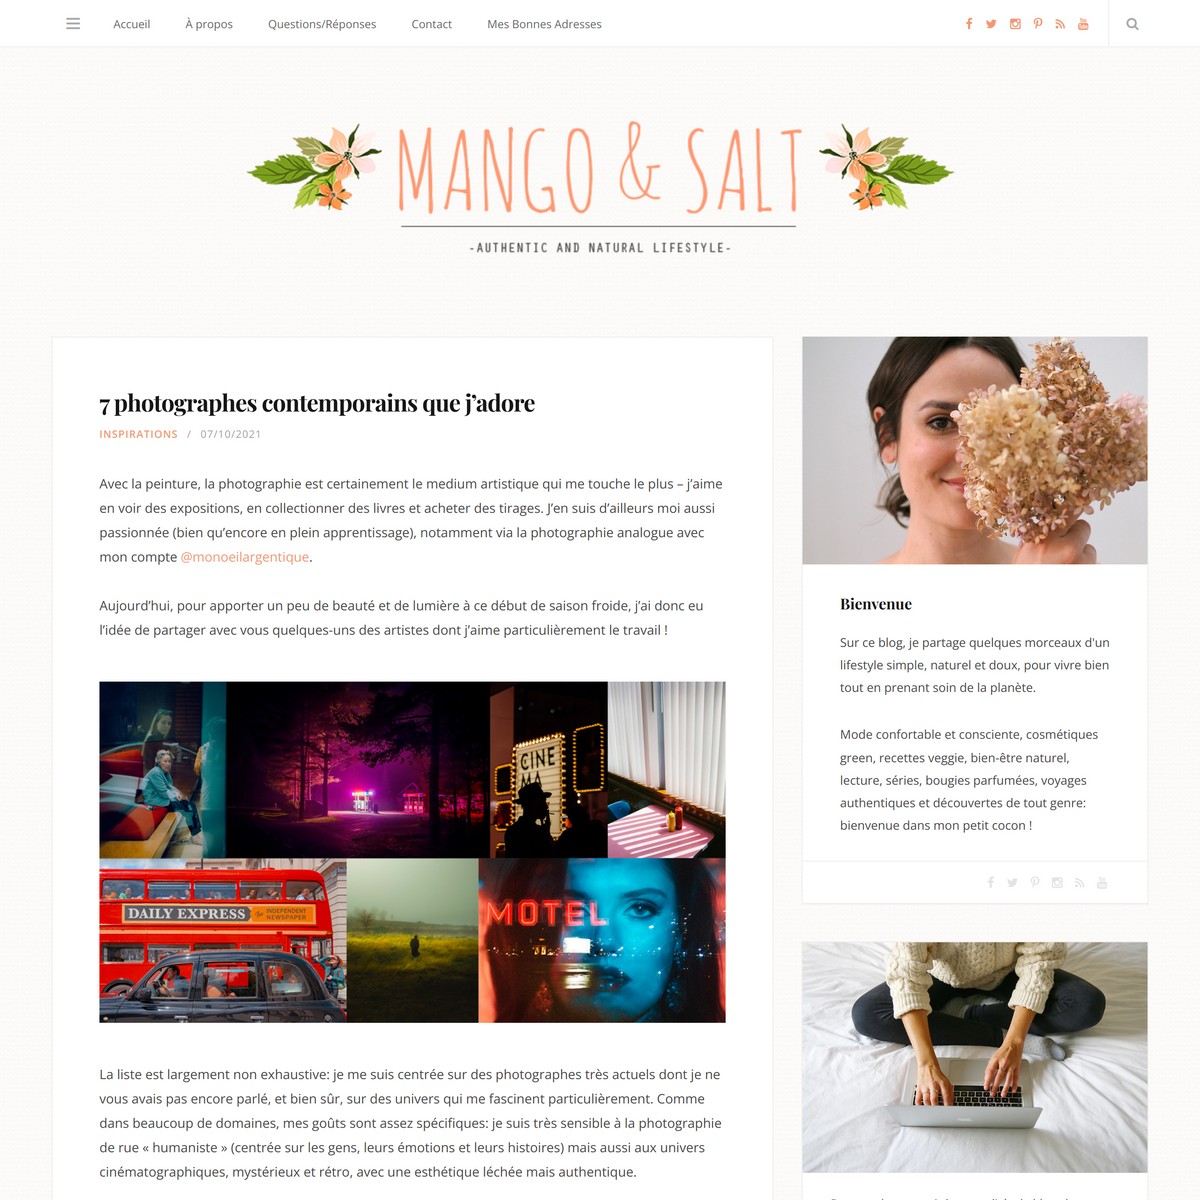 Accueil
À propos
Questions/Réponses
Contact
Mes Bonnes Adresses
MANGO & SALT
-AUTHENTIC AND NATURAL LIFESTYLE-
7 photographes contemporains que j’adore
INSPIRATIONS / 07/10/2021
Avec la peinture, la photographie est certainement le medium artistique qui me touche le plus – j’aime
en voir des expositions, en collectionner des livres et acheter des tirages. J’en suis d’ailleurs moi aussi
passionnée (bien qu’encore en plein apprentissage), notamment via la photographie analogue avec
mon compte @monoeilargentique.
Aujourd’hui, pour apporter un peu de beauté et de lumière à ce début de saison froide, j’ai donc eu
l’idée de partager avec vous quelques-uns des artistes dont j’aime particulièrement le travail !
CINE
MA
DAILY EXPRESS
INDEPENDENT
NEWSPAPER
MOTEL
La liste est largement non exhaustive: je me suis centrée sur des photographes très actuels dont je ne
vous avais pas encore parlé, et bien sûr, sur des univers qui me fascinent particulièrement. Comme
dans beaucoup de domaines, mes goûts sont assez spécifiques: je suis très sensible à la photographie
de rue « humaniste » (centrée sur les gens, leurs émotions et leurs histoires) mais aussi aux univers
cinématographiques, mystérieux et rétro, avec une esthétique léchée mais authentique.
Bienvenue
Sur ce blog, je partage quelques morceaux d'un
lifestyle simple, naturel et doux, pour vivre bien
tout en prenant soin de la planète.
Mode confortable et consciente, cosmétiques
green, recettes veggie, bien-être naturel,
lecture, séries, bougies parfumées, voyages
authentiques et découvertes de tout genre:
bienvenue dans mon petit cocon !